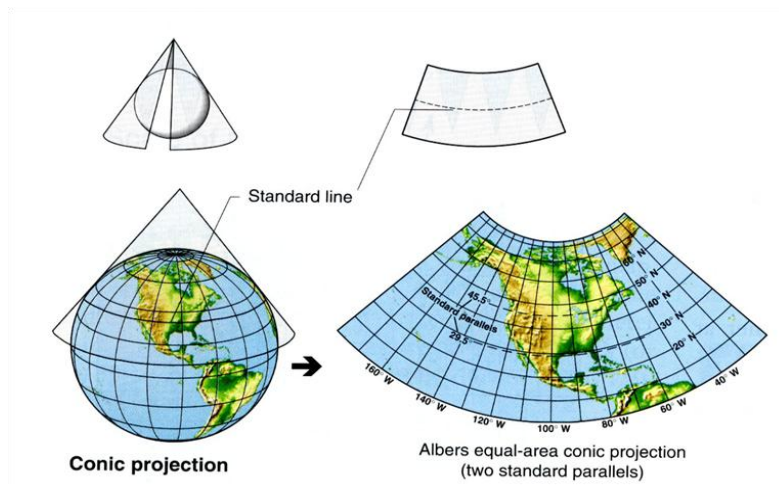 Standard line
60° N
50° N
40° N
30° N
20° N
45.5°
Standard parallels
29.5°
160° W
140° W
120° W
100° W
80° W
60° W
40° W
Conic projection
Albers equal-area conic projection
(two standard parallels)